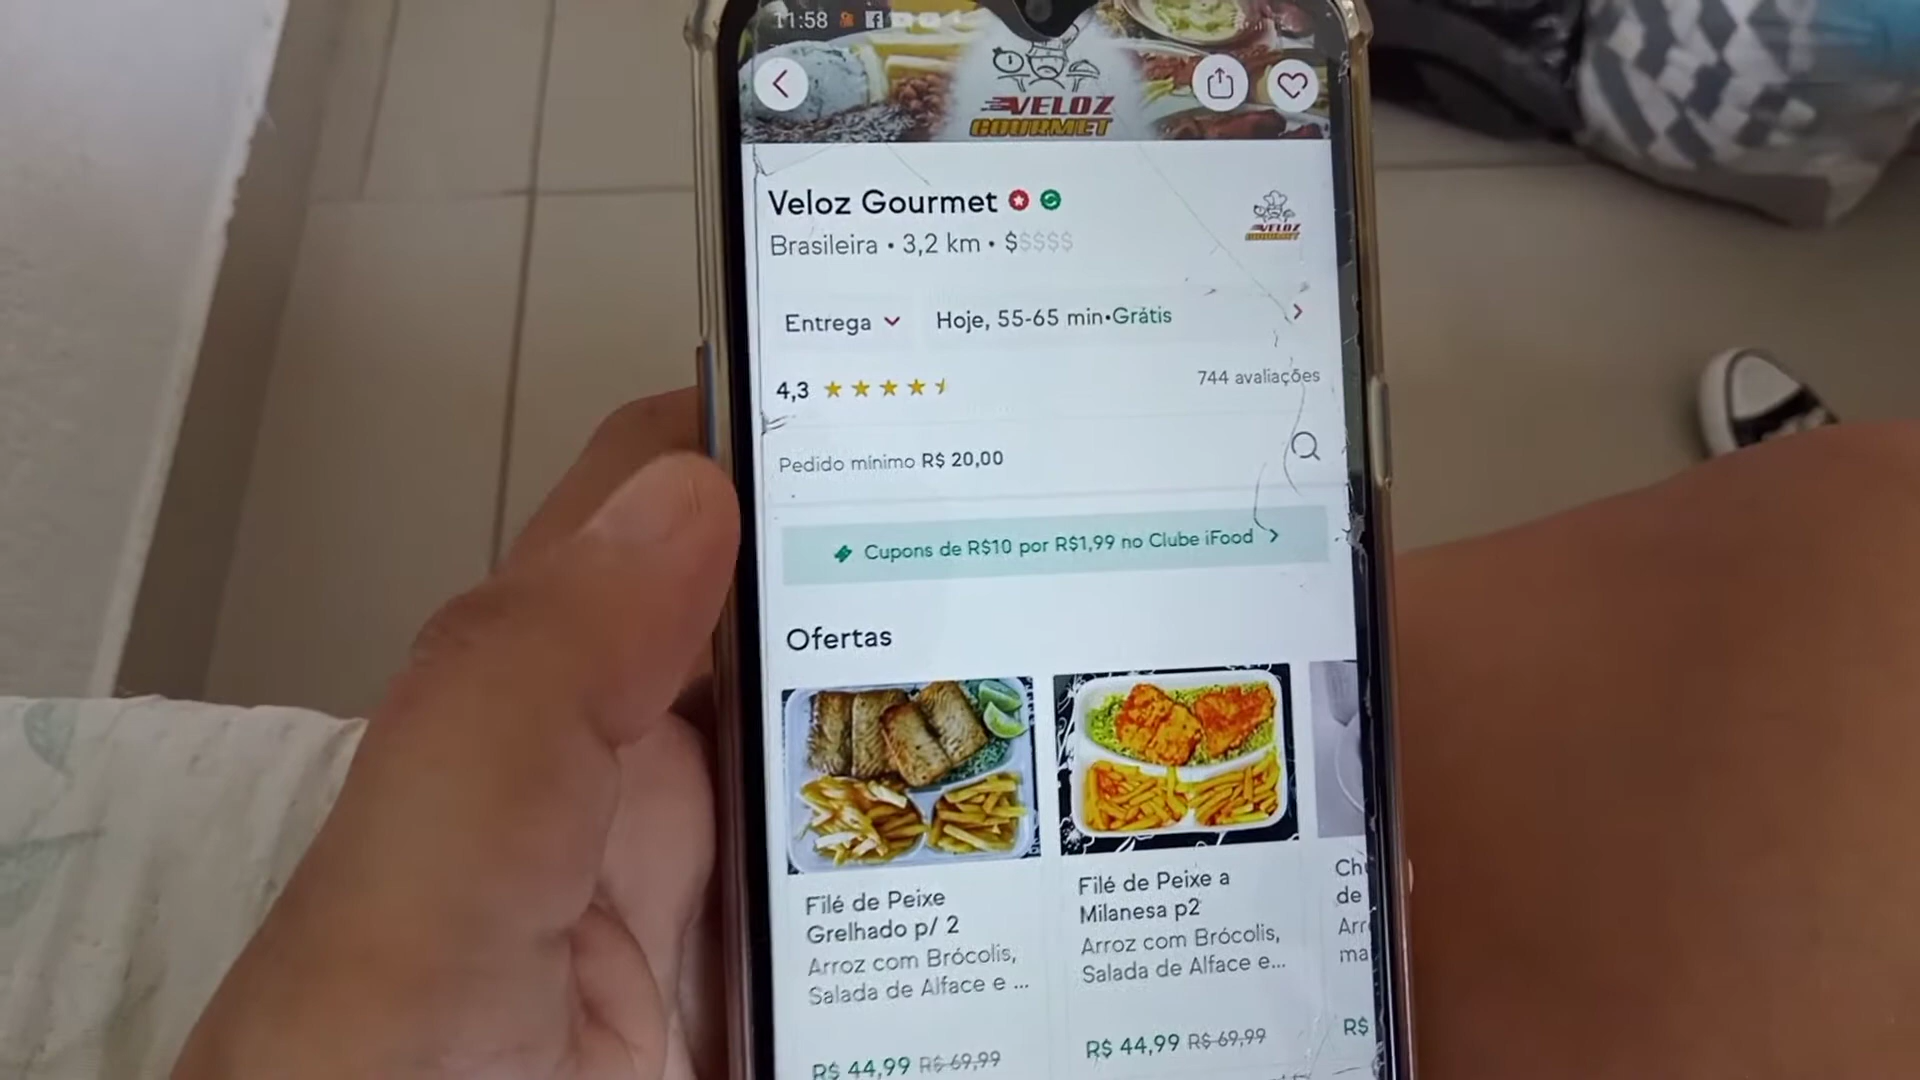 11:58
VELOZ
GOURMET
Veloz Gourmet
Brasileira • 3,2 km • $$$$$
VELOZ
GOURMET
Entrega
Hoje, 55-65 min•Grátis
4,3
744 avaliações
Pedido mínimo R$ 20,00
Cupons de R$10 por R$1,99 no Clube iFood
Ofertas
Filé de Peixe
Grelhado p/ 2
Arroz com Brócolis,
Salada de Alface e ...
R$ 44,99 R$ 69,99
Filé de Peixe a
Milanesa p2
Arroz com Brócolis,
Salada de Alface e...
R$ 44,99 R$ 69,99
de
R$